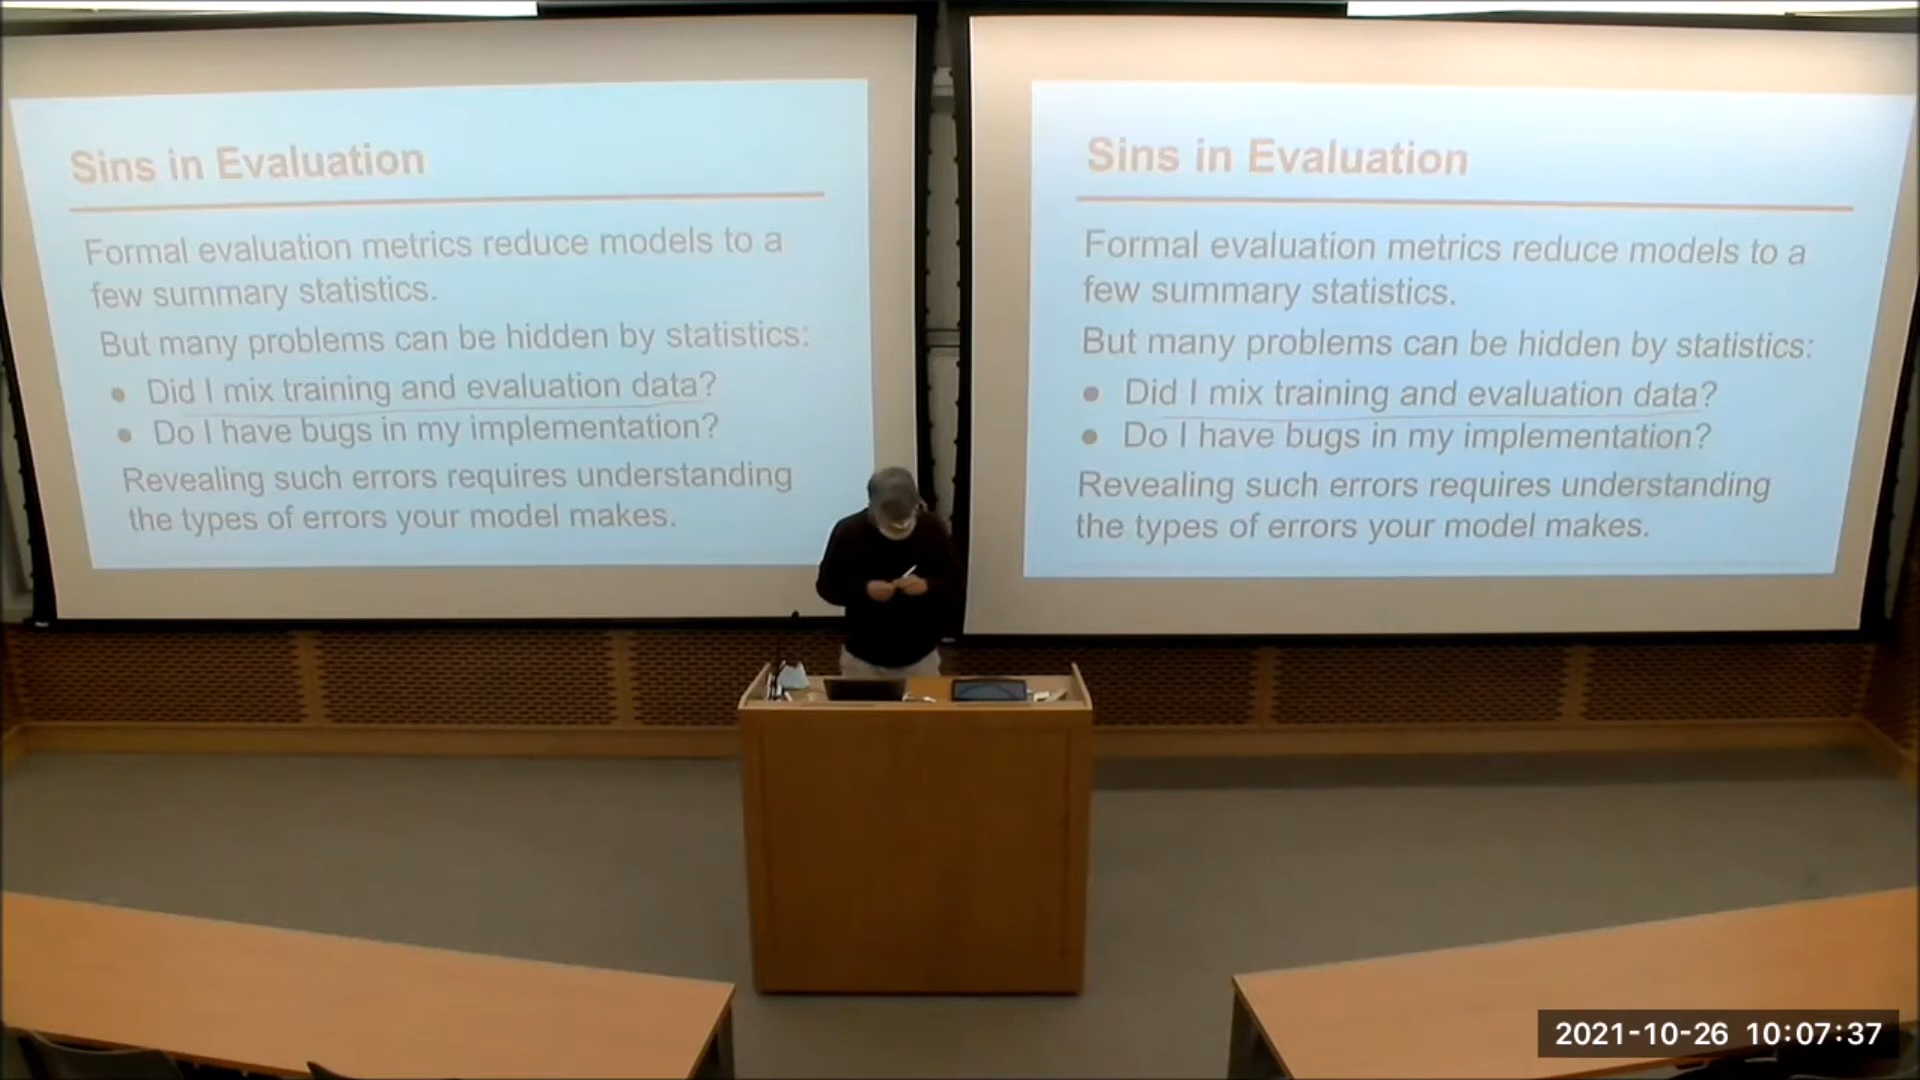 Sins in Evaluation
Formal evaluation metrics reduce models to a
few summary statistics.
But many problems can be hidden by statistics:
● Did I mix training and evaluation data?
● Do I have bugs in my implementation?
Revealing such errors requires understanding
the types of errors your model makes.
Sins in Evaluation
Formal evaluation metrics reduce models to a
few summary statistics.
But many problems can be hidden by statistics:
● Did I mix training and evaluation data?
● Do I have bugs in my implementation?
Revealing such errors requires understanding
the types of errors your model makes.
2021-10-26 10:07:37